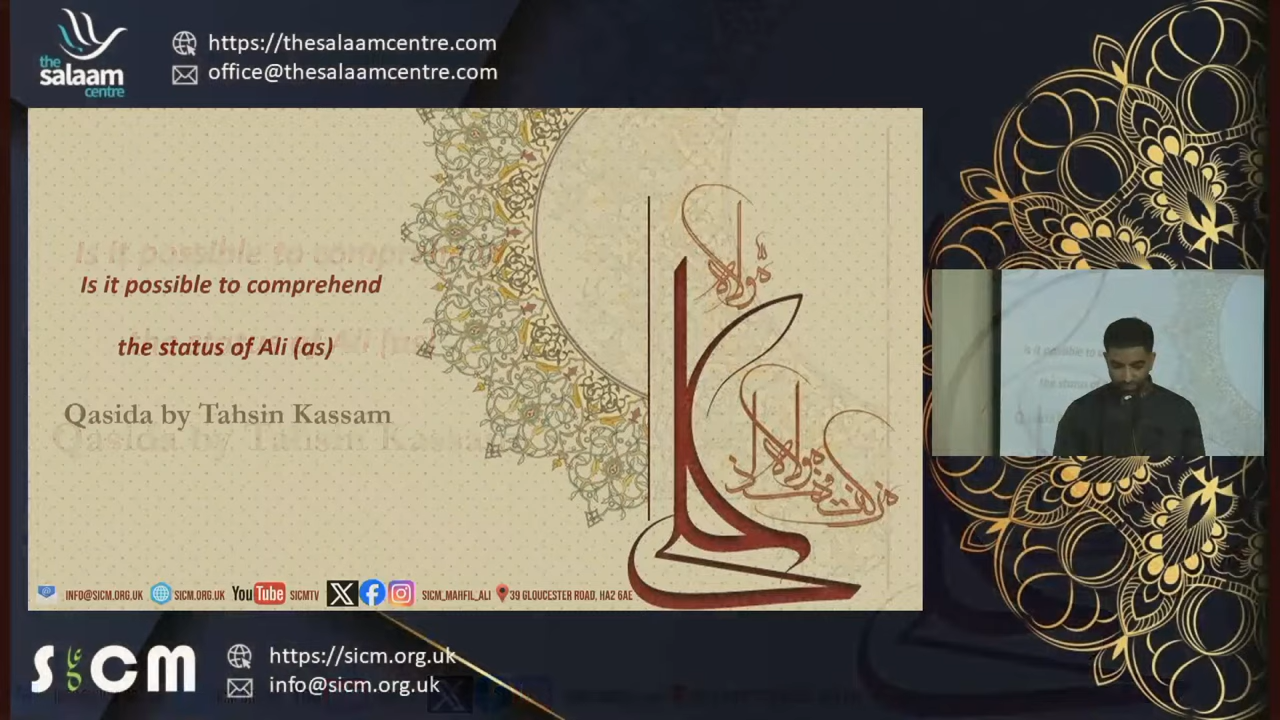 the
salaam
centre
https://thesalaamcentre.com
office@thesalaamcentre.com
Is it possible to comprehend
the status of Ali (as)
Qasida by Tahsin Kassam
علی
INFO@SICM.ORG.UK SICM.ORG.UK YouTube SICMTV SICM_MAHFIL_ALI 39 GLOUCESTER ROAD, HA2 6AE
SICM
https://sicm.org.uk
info@sicm.org.uk